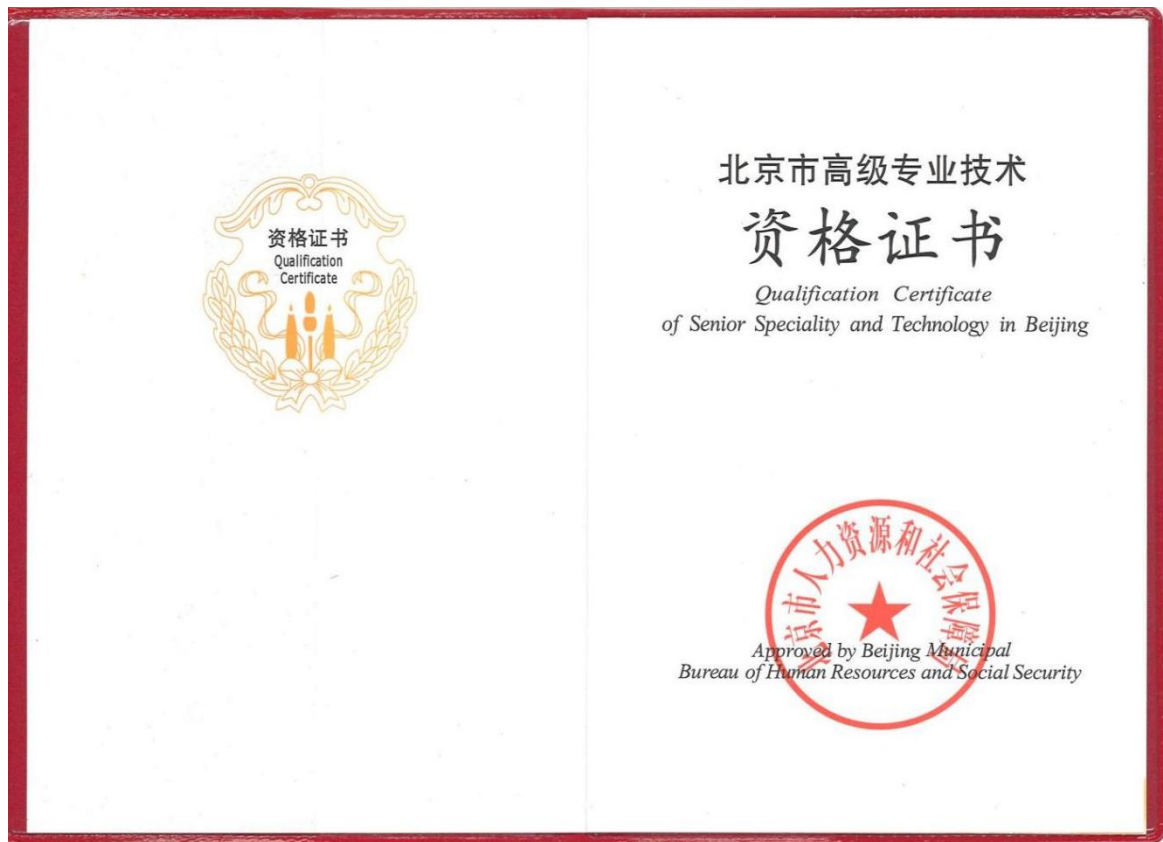 资格证书
Qualification
Certificate
北京市高级专业技术
资格证书
Qualification Certificate
of Senior Speciality and Technology in Beijing
北京市人力资源和社会保障局
Approved by Beijing Municipal
Bureau of Human Resources and Social Security